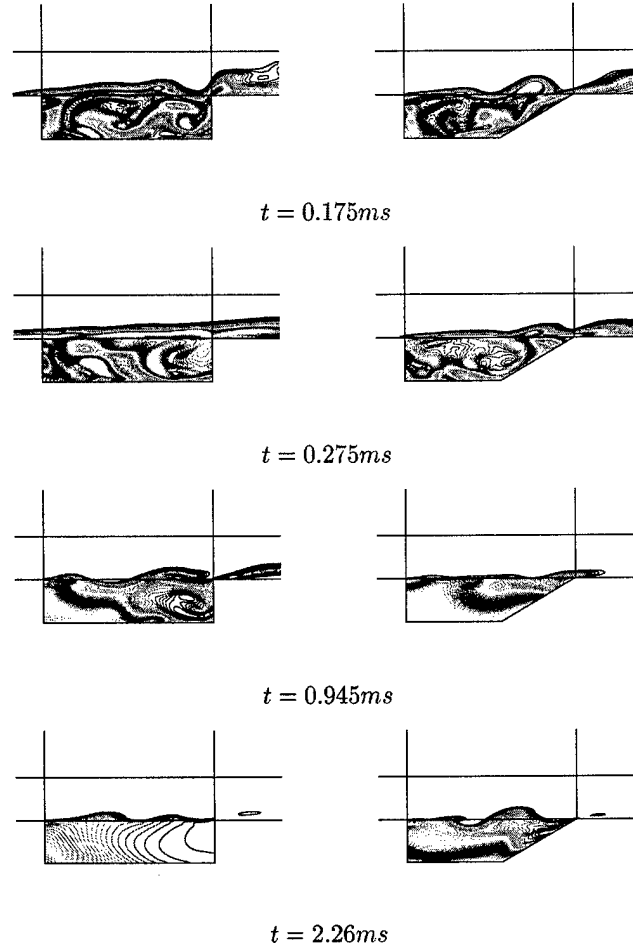 t = 0.175ms
t = 0.275ms
t = 0.945ms
t = 2.26ms